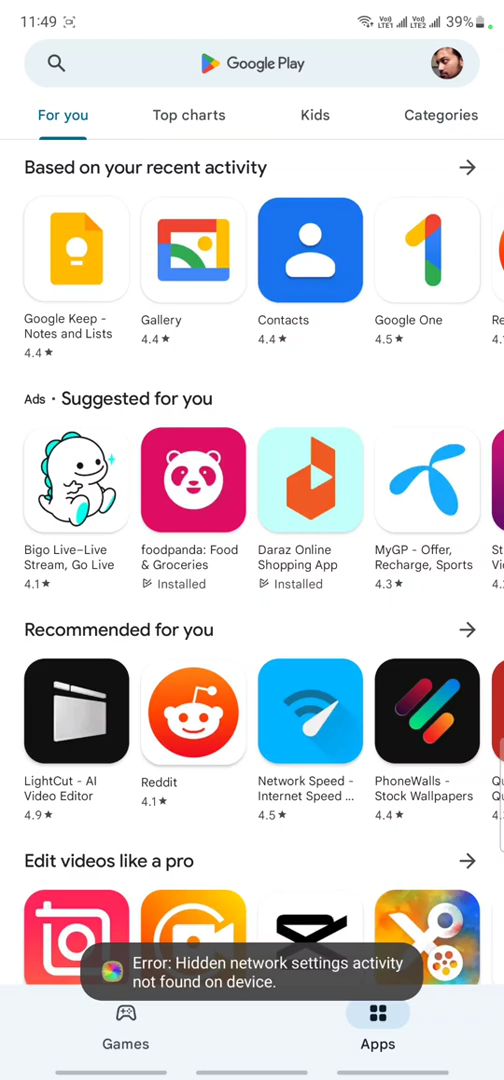 11:49
Vo)) LTE1 Vo)) LTE2 39%
Google Play
For you Top charts Kids Categories
Based on your recent activity
Google Keep - Gallery Contacts Google One
Notes and Lists
4.4★ 4.4★ 4.4★ 4.5★
Ads • Suggested for you
Bigo Live–Live foodpanda: Food Daraz Online MyGP - Offer,
Stream, Go Live & Groceries Shopping App Recharge, Sports
4.1★ Installed Installed 4.3★
Recommended for you
LightCut - AI Reddit Network Speed - PhoneWalls -
Video Editor Internet Speed ... Stock Wallpapers
4.9★ 4.1★ 4.5★ 4.4★
Edit videos like a pro
Error: Hidden network settings activity
not found on device.
Games Apps